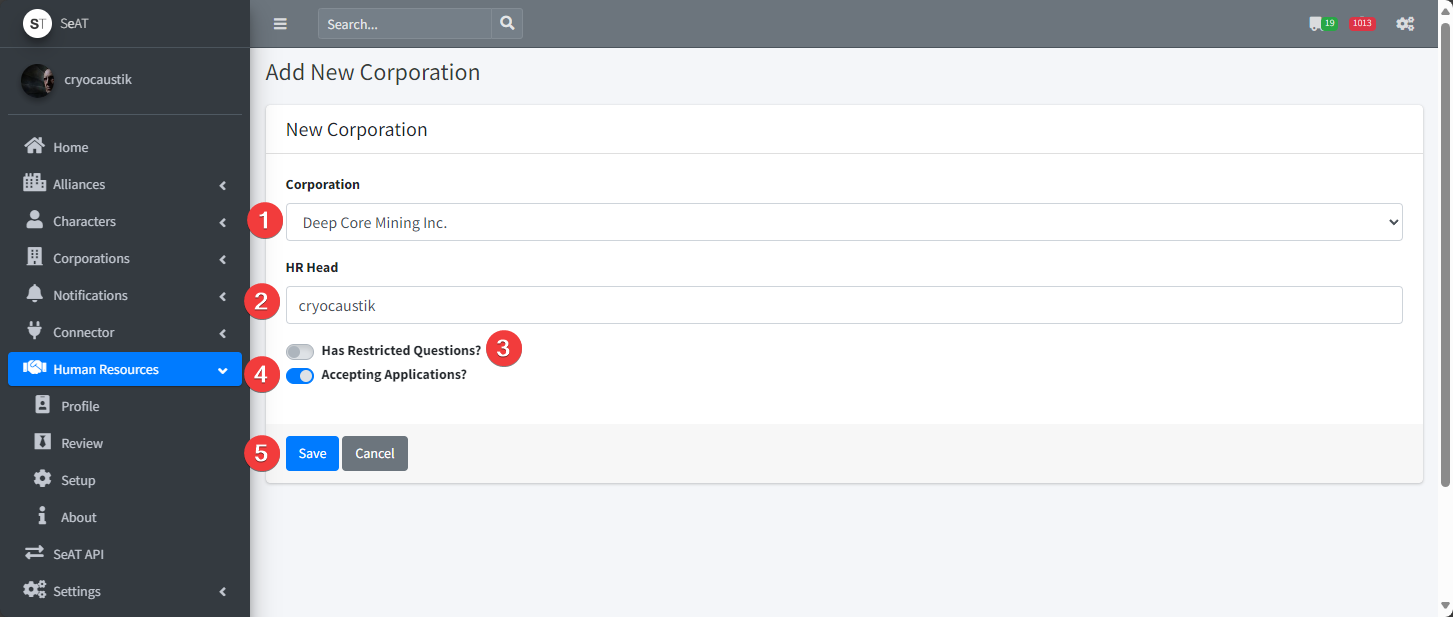 ST SeAT
Search...
19
1013
cryocaustik
Home
Alliances
Characters
Corporations
Notifications
Connector
Human Resources
Profile
Review
Setup
About
SeAT API
Settings
Add New Corporation
New Corporation
Corporation
1 Deep Core Mining Inc.
HR Head
2 cryocaustik
Has Restricted Questions? 3
4 Accepting Applications?
5 Save Cancel